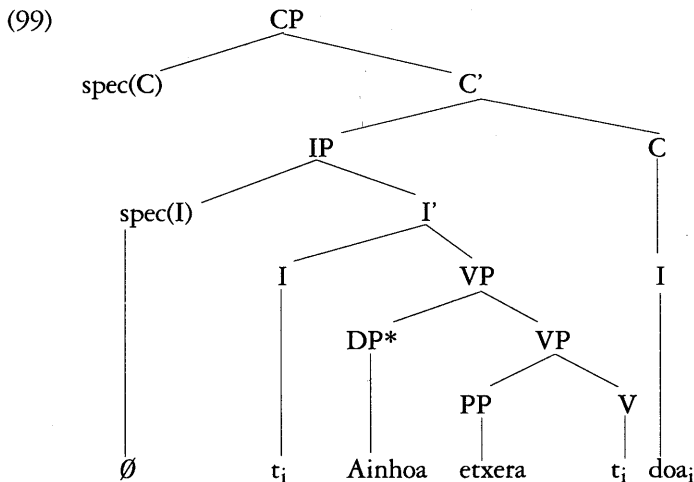 (99) CP
spec(C) C'
IP C
spec(I) I'
I VP I
DP* VP
PP V
Ø ti Ainhoa etxera ti doai